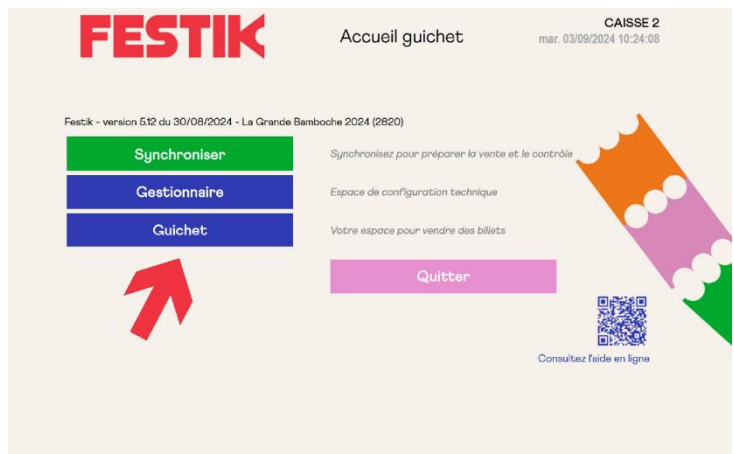 FESTIK
Accueil guichet
CAISSE 2
mar. 03/09/2024 10:24:08
Festik - version 5.12 du 30/08/2024 - La Grande Bamboche 2024 (2820)
Synchroniser
Synchronisez pour préparer la vente et le contrôle
Gestionnaire
Espace de configuration technique
Guichet
Votre espace pour vendre des billets
Quitter
Consultez l'aide en ligne